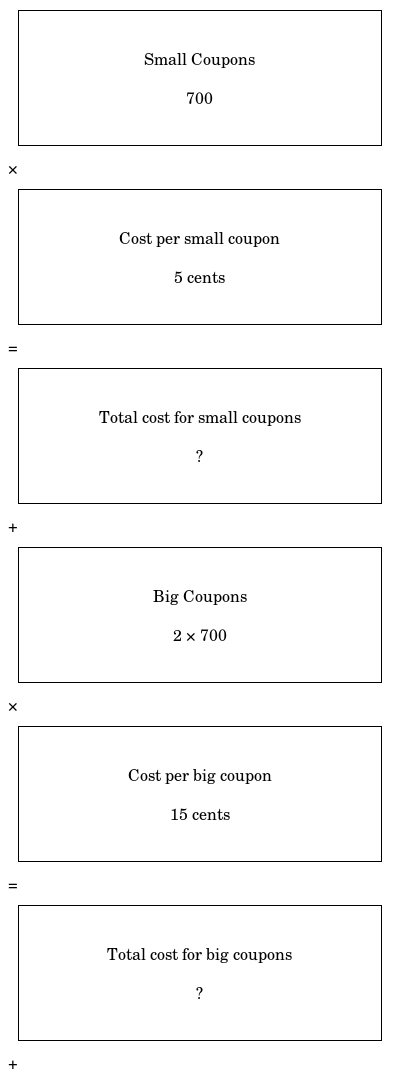 Small Coupons
700
×
Cost per small coupon
5 cents
=
Total cost for small coupons
?
+
Big Coupons
2 × 700
×
Cost per big coupon
15 cents
=
Total cost for big coupons
?
+